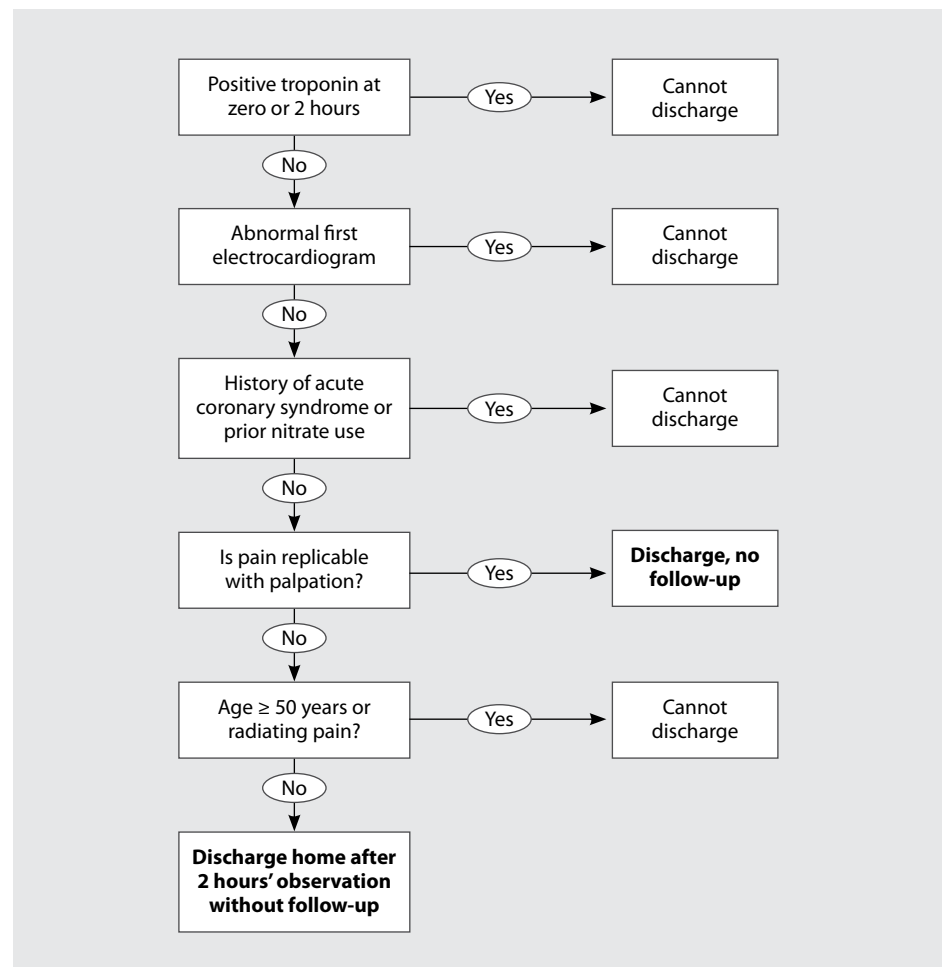 Positive troponin at
zero or 2 hours
Yes
Cannot
discharge
No
Abnormal first
electrocardiogram
Yes
Cannot
discharge
No
History of acute
coronary syndrome or
prior nitrate use
Yes
Cannot
discharge
No
Is pain replicable
with palpation?
Yes
Discharge, no
follow-up
No
Age ≥ 50 years or
radiating pain?
Yes
Cannot
discharge
No
Discharge home after
2 hours’ observation
without follow-up